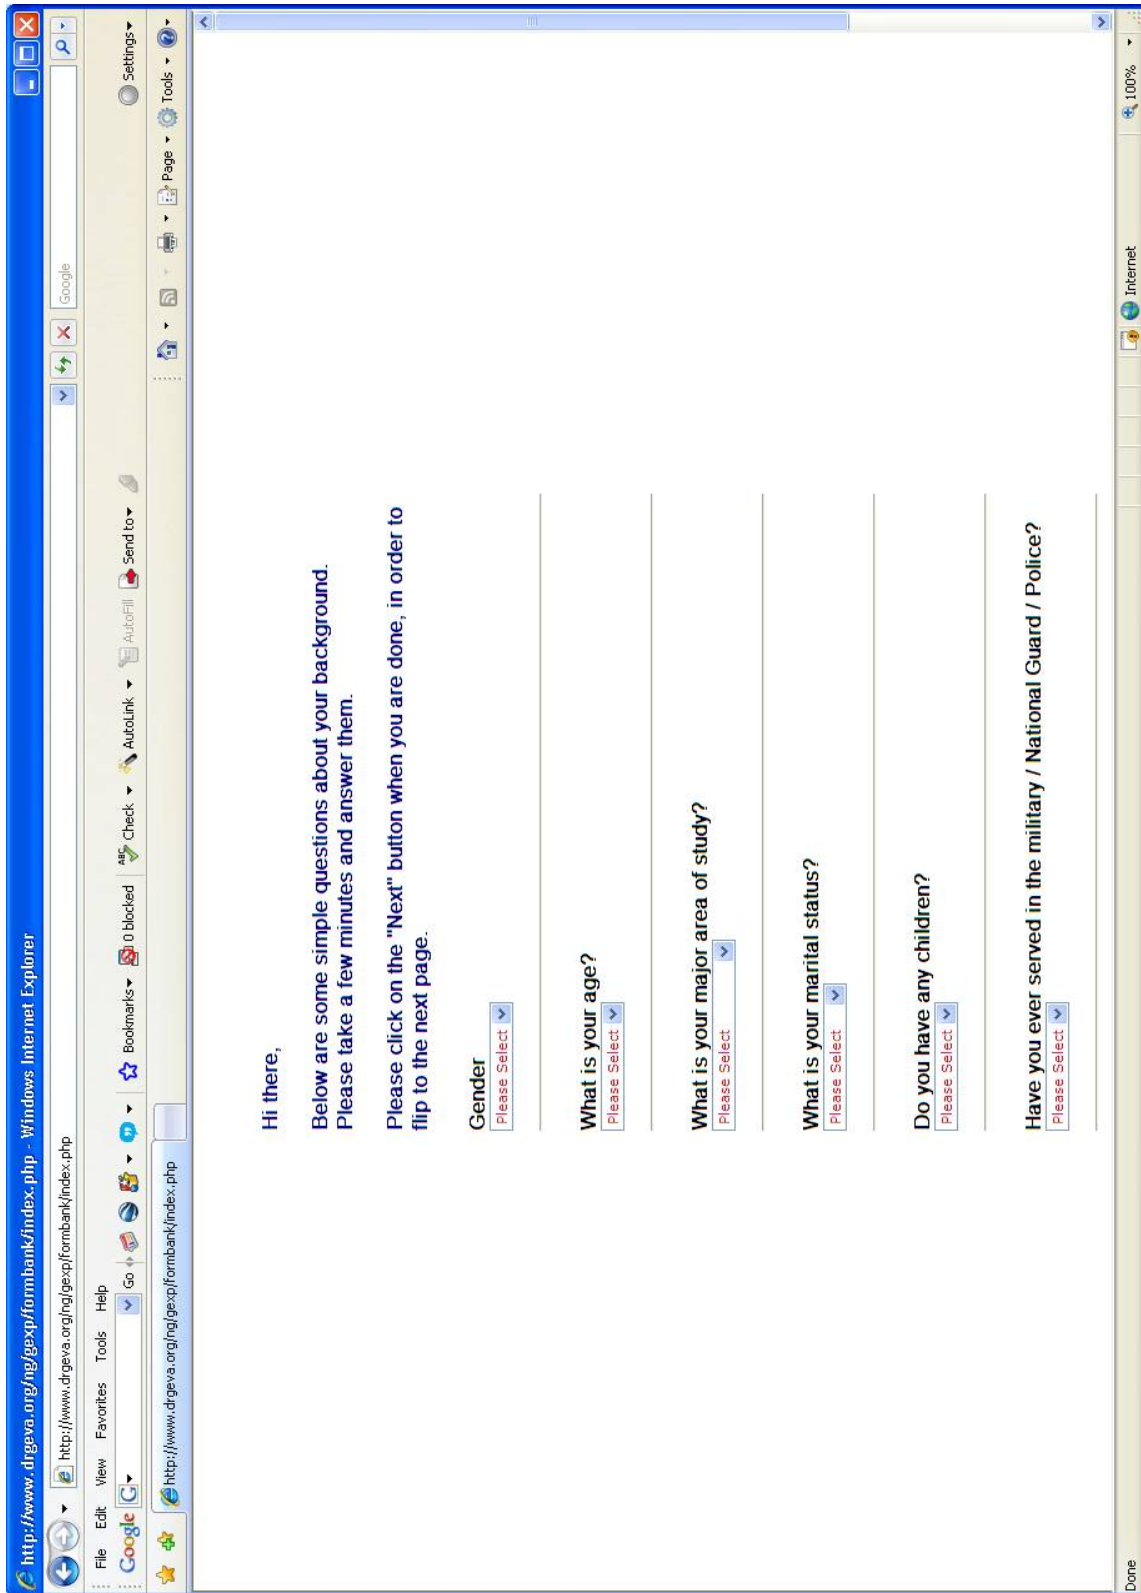 http://www.drgeva.org/ng/gexp/formbank/index.php - Windows Internet Explorer
http://www.drgeva.org/ng/gexp/formbank/index.php
Google
File Edit View Favorites Tools Help
Google G Go Bookmarks 0 blocked ABC Check AutoLink AutoFill Send to Settings
http://www.drgeva.org/ng/gexp/formbank/index.php Page Tools
Hi there,
Below are some simple questions about your background.
Please take a few minutes and answer them.
Please click on the "Next" button when you are done, in order to
flip to the next page.
Gender
Please Select
What is your age?
Please Select
What is your major area of study?
Please Select
What is your marital status?
Please Select
Do you have any children?
Please Select
Have you ever served in the military / National Guard / Police?
Please Select
Done Internet 100%